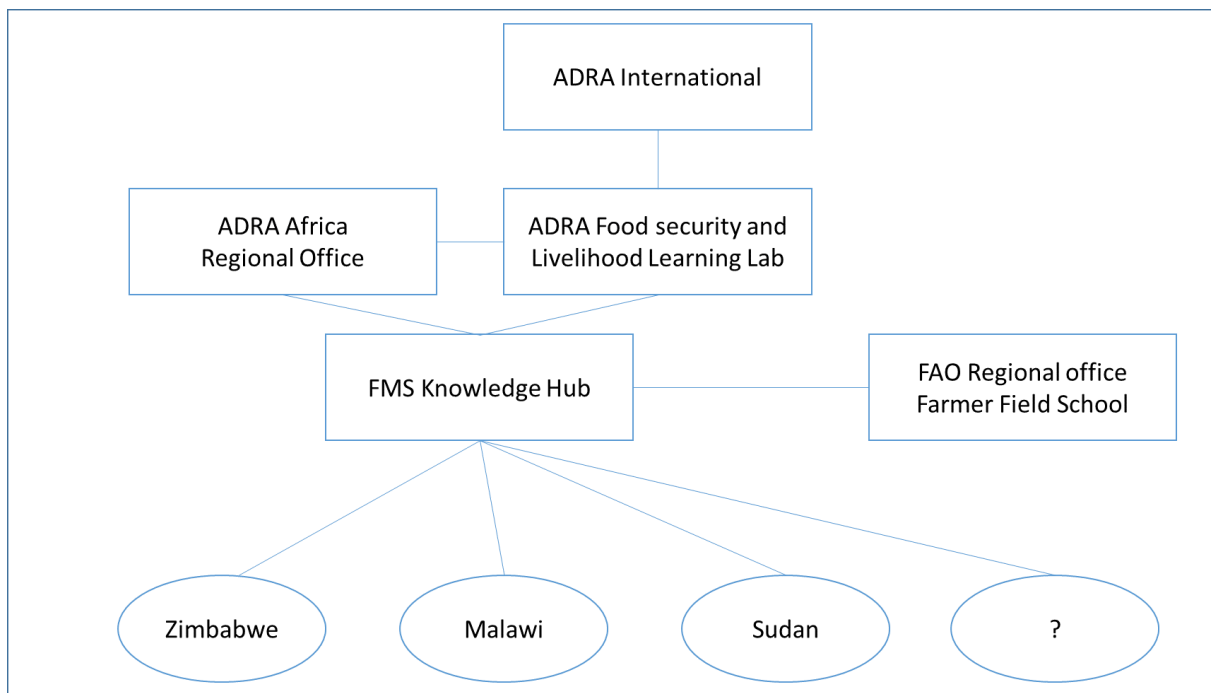 ADRA International
ADRA Africa
Regional Office
ADRA Food security and
Livelihood Learning Lab
FMS Knowledge Hub
FAO Regional office
Farmer Field School
Zimbabwe
Malawi
Sudan
?